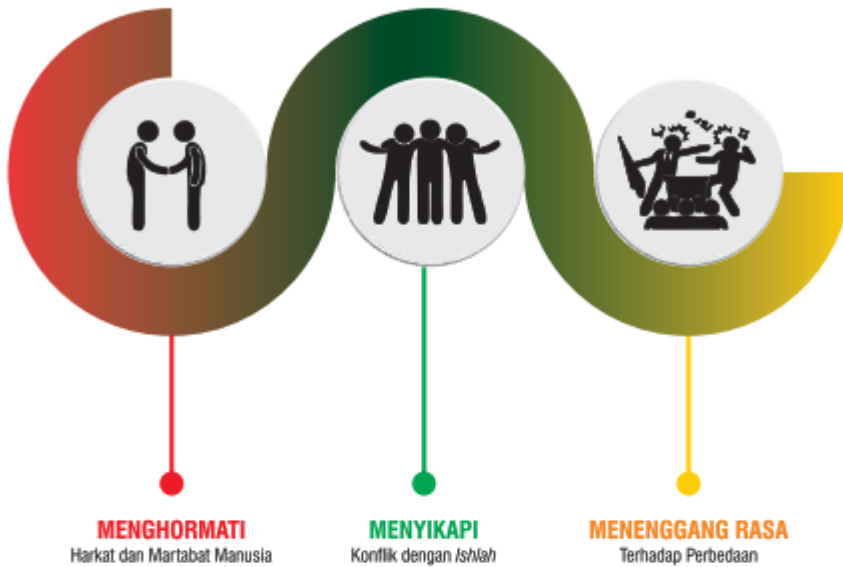 MENGHORMATI
Harkat dan Martabat Manusia
MENYIKAPI
Konflik dengan Ishlah
MENENGGANG RASA
Terhadap Perbedaan